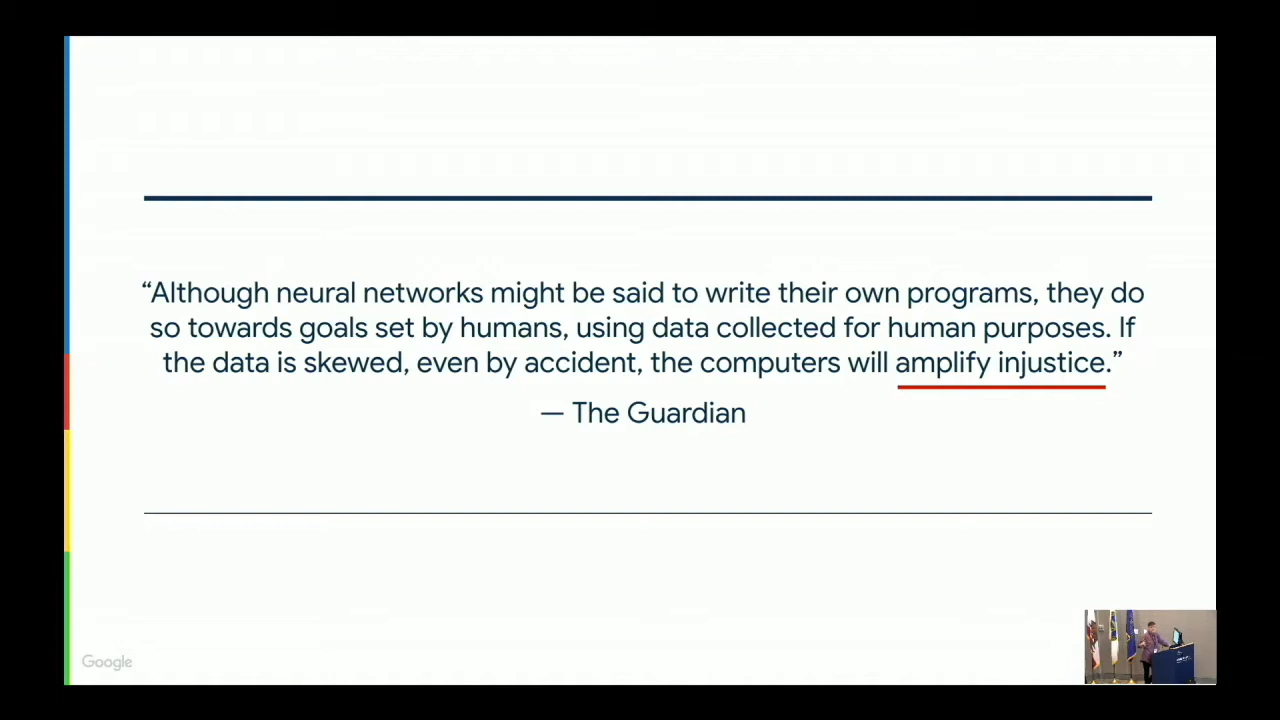 “Although neural networks might be said to write their own programs, they do
so towards goals set by humans, using data collected for human purposes. If
the data is skewed, even by accident, the computers will amplify injustice.”
— The Guardian
Google